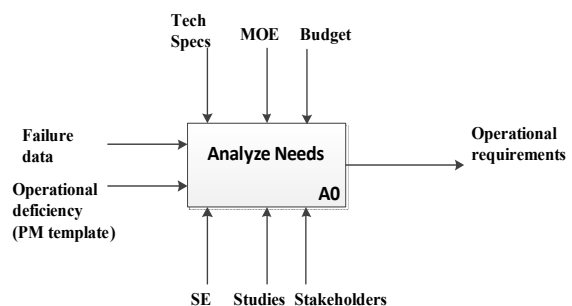 Tech
Specs
MOE
Budget
Failure
data
Analyze Needs
Operational
requirements
Operational
deficiency
(PM template)
A0
SE
Studies
Stakeholders